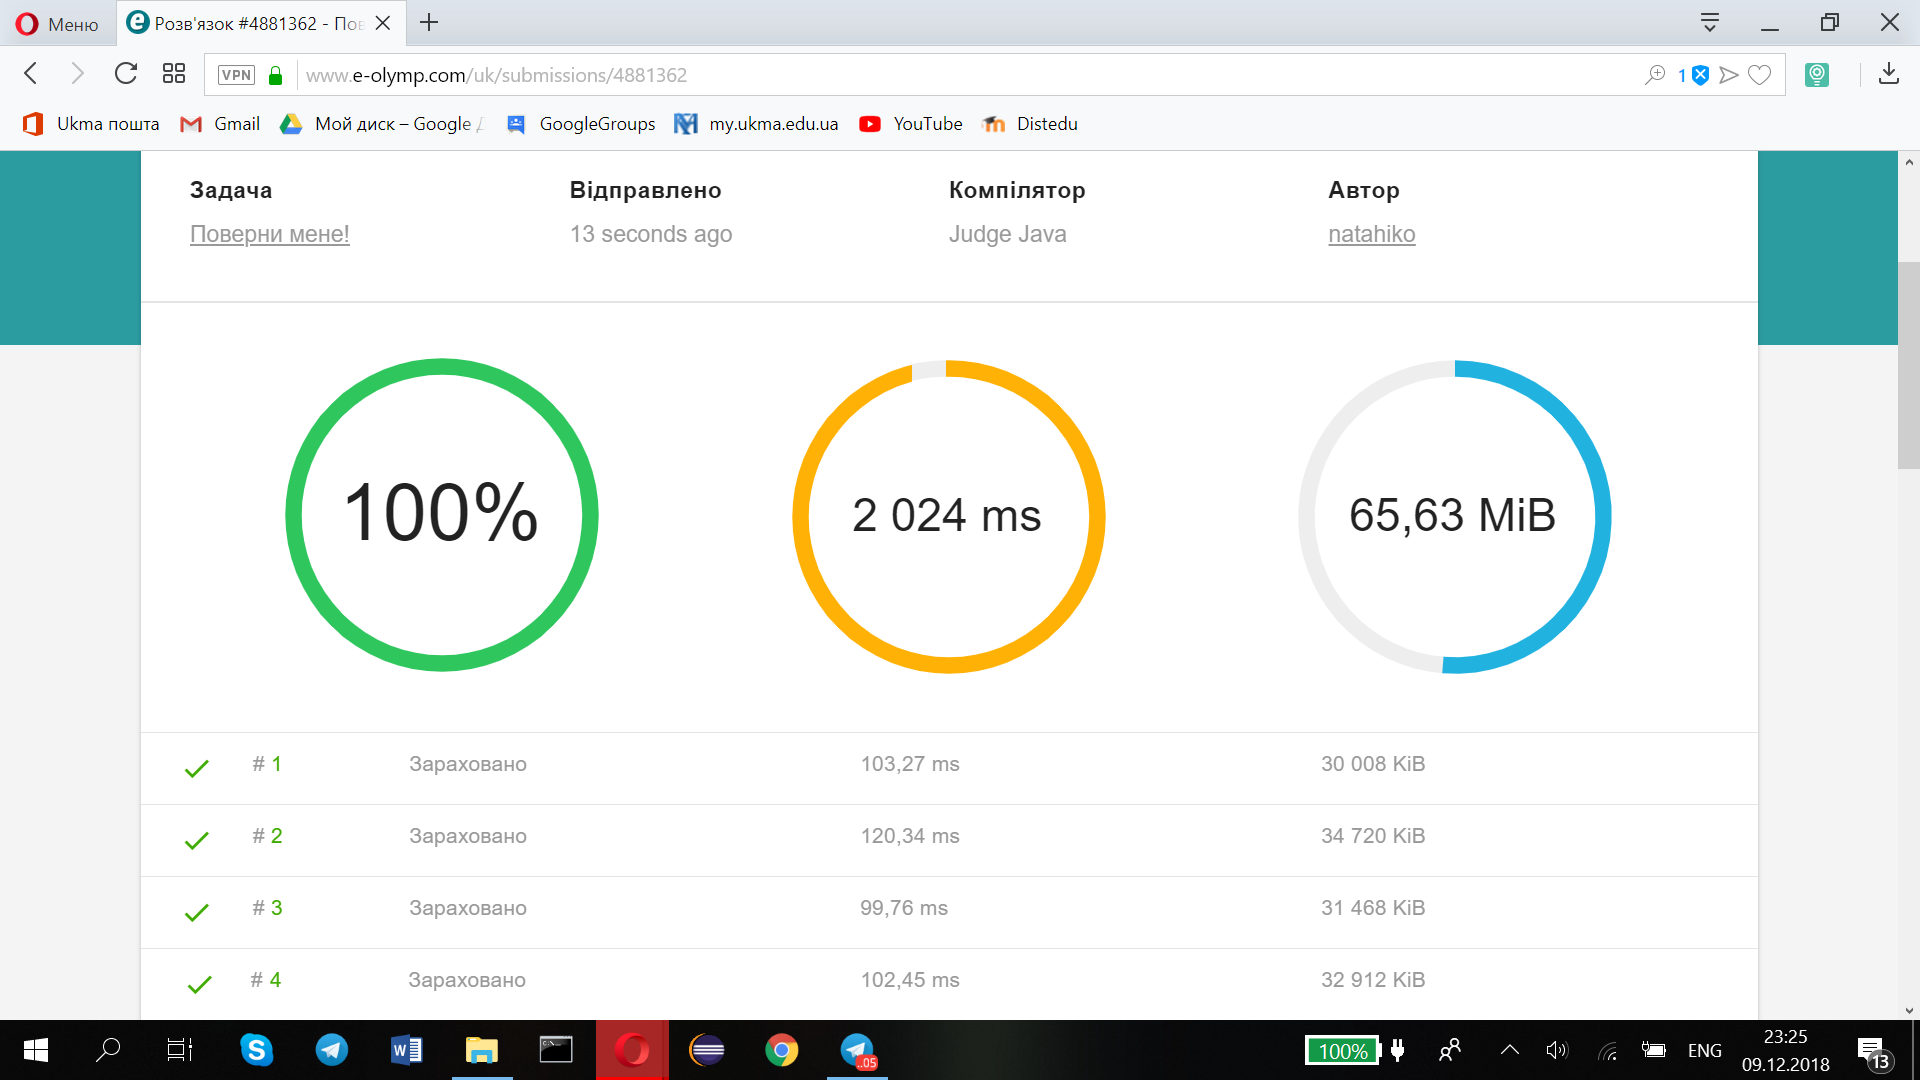 Меню
Розв'язок #4881362 - Пов
VPN
www.e-olymp.com/uk/submissions/4881362
1
Ukma пошта
Gmail
Мой диск – Google Д
GoogleGroups
my.ukma.edu.ua
YouTube
Distedu
Задача
Відправлено
Компілятор
Автор
Поверни мене!
13 seconds ago
Judge Java
natahiko
100%
2 024 ms
65,63 MiB
# 1 Зараховано 103,27 ms 30 008 KiB
# 2 Зараховано 120,34 ms 34 720 KiB
# 3 Зараховано 99,76 ms 31 468 KiB
# 4 Зараховано 102,45 ms 32 912 KiB
..05
100%
ENG
23:25
09.12.2018
13